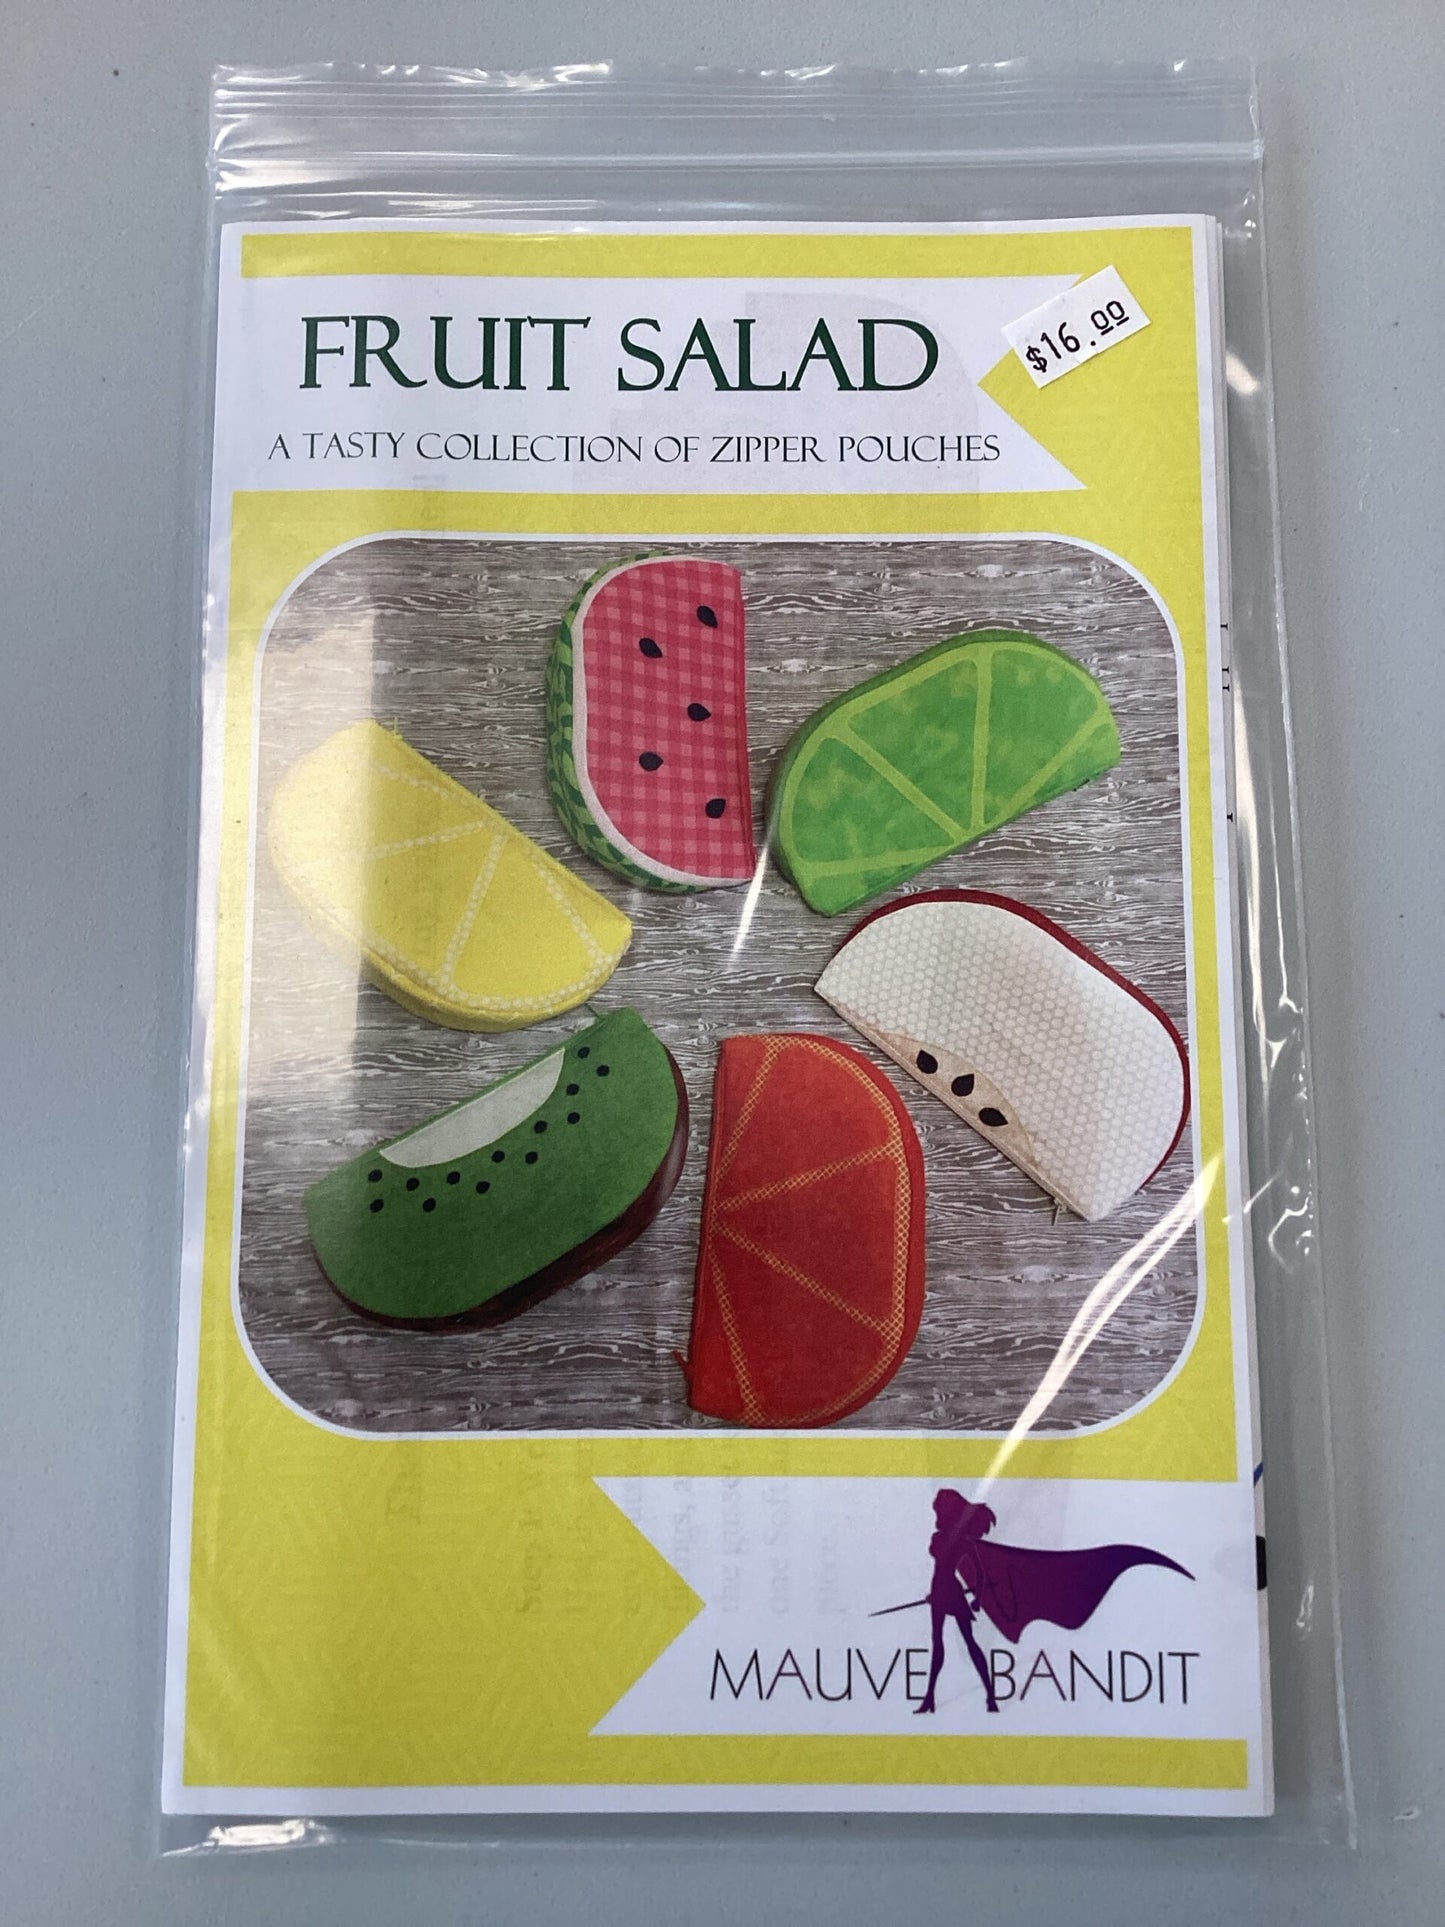 FRUIT SALAD
$16.00
A TASTY COLLECTION OF ZIPPER POUCHES
MAUVE BANDIT